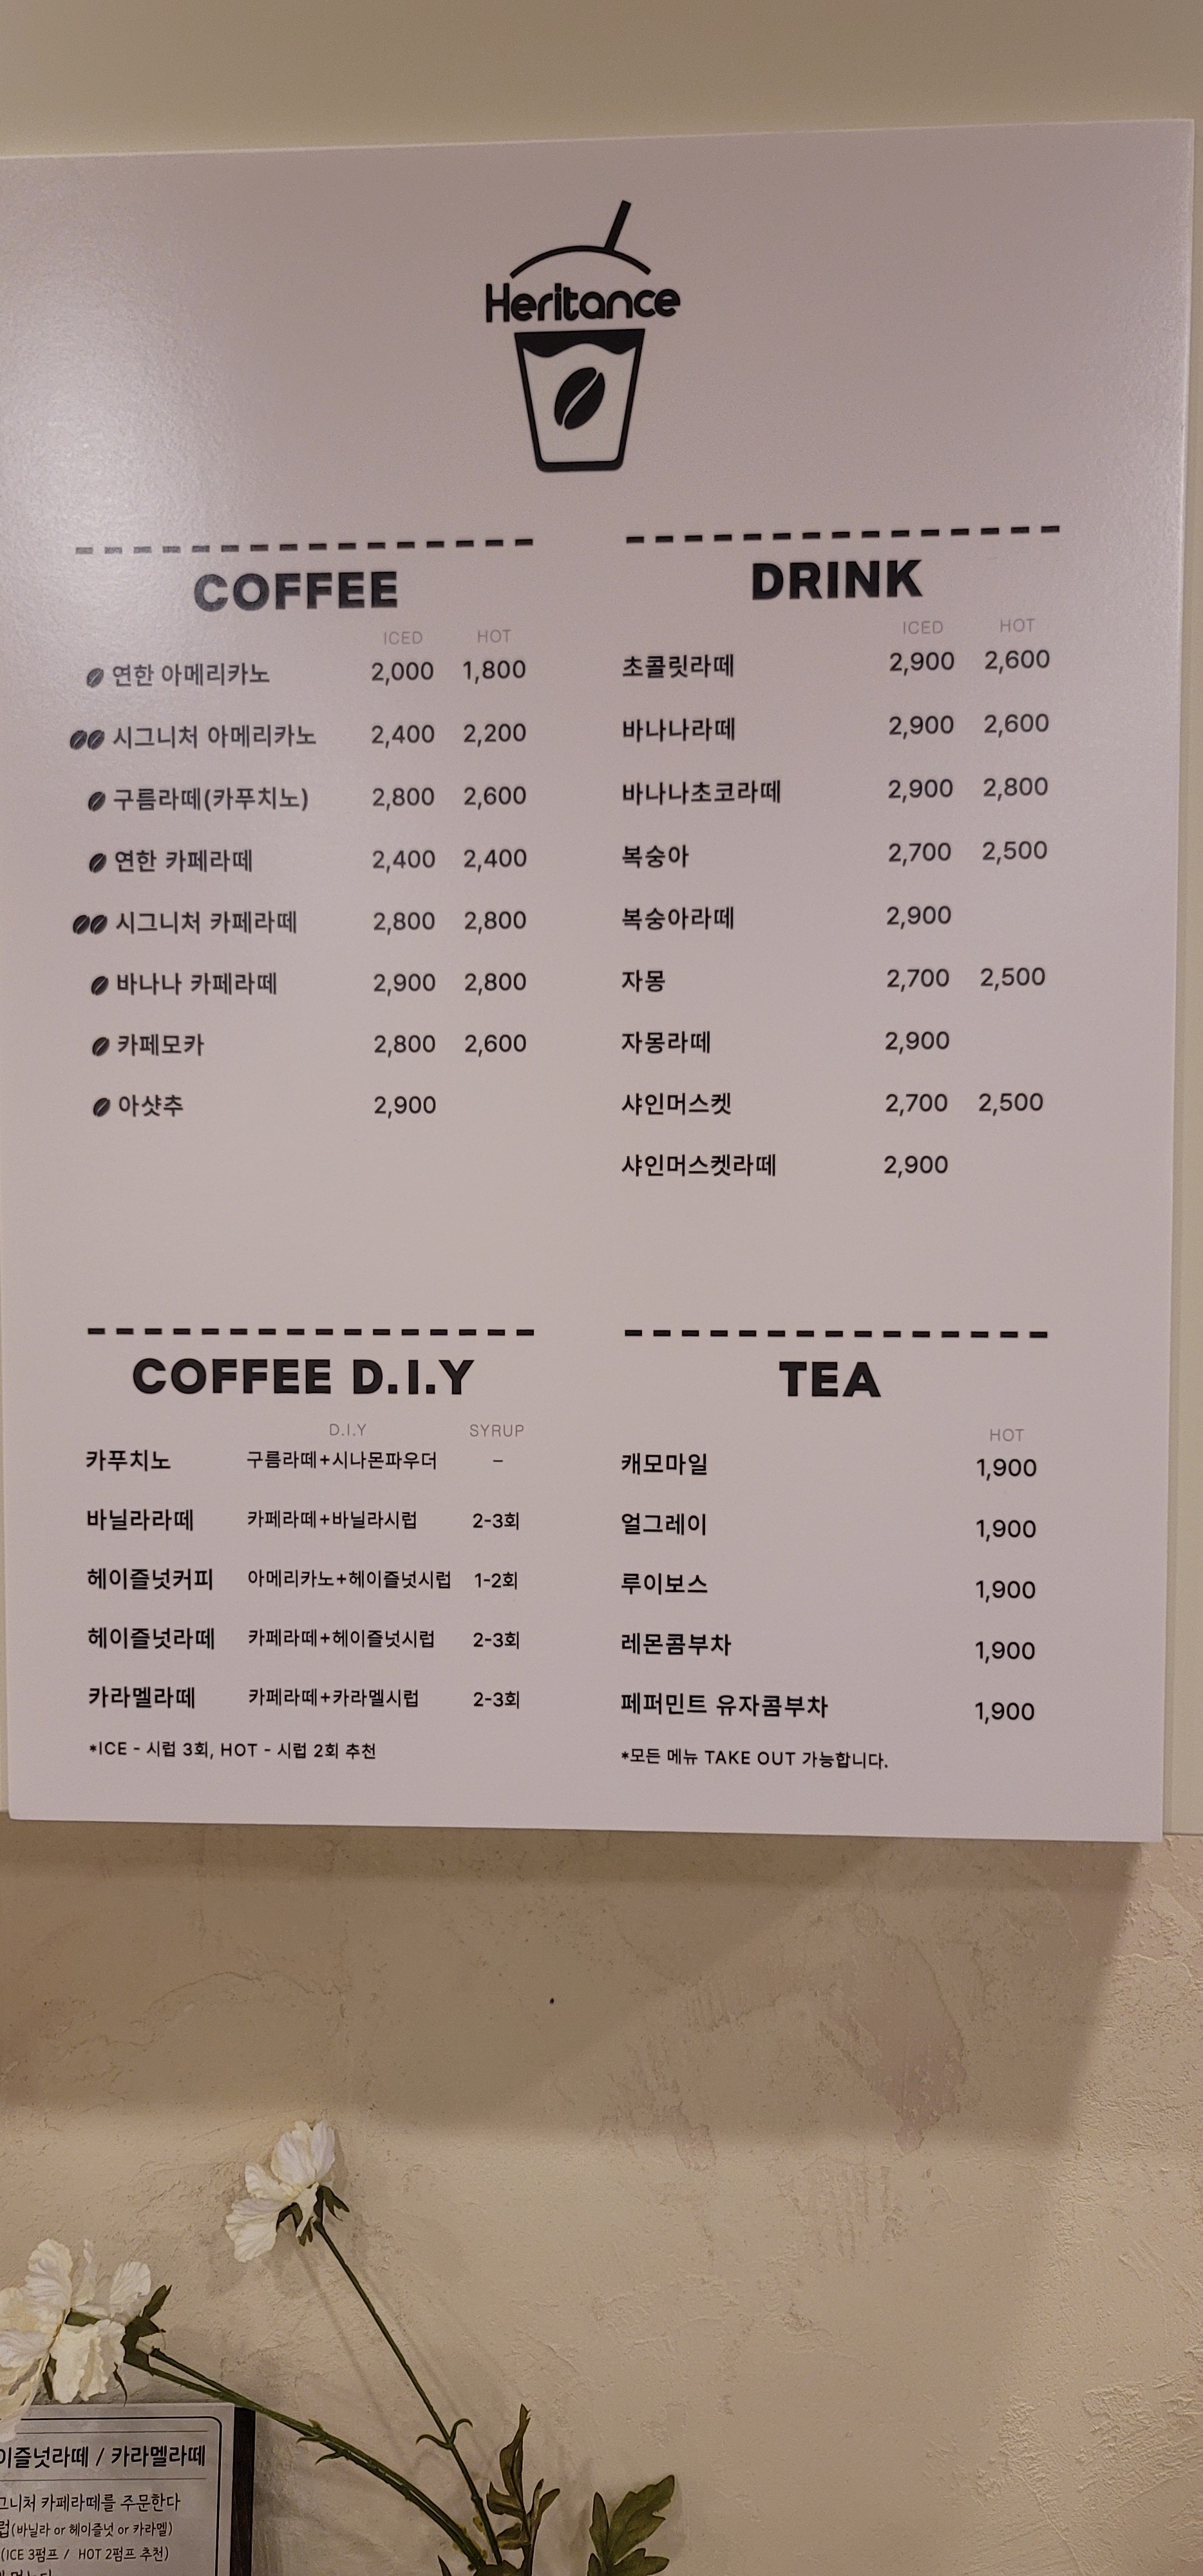 Heritance
COFFEE
ICED HOT
연한 아메리카노 2,000 1,800
시그니처 아메리카노 2,400 2,200
구름라떼(카푸치노) 2,800 2,600
연한 카페라떼 2,400 2,400
시그니처 카페라떼 2,800 2,800
바나나 카페라떼 2,900 2,800
카페모카 2,800 2,600
아샷추 2,900
DRINK
ICED HOT
초콜릿라떼 2,900 2,600
바나나라떼 2,900 2,600
바나나초코라떼 2,900 2,800
복숭아 2,700 2,500
복숭아라떼 2,900
자몽 2,700 2,500
자몽라떼 2,900
샤인머스켓 2,700 2,500
샤인머스켓라떼 2,900
COFFEE D.I.Y
D.I.Y SYRUP
카푸치노 구름라떼+시나몬파우더 –
바닐라라떼 카페라떼+바닐라시럽 2-3회
헤이즐넛커피 아메리카노+헤이즐넛시럽 1-2회
헤이즐넛라떼 카페라떼+헤이즐넛시럽 2-3회
카라멜라떼 카페라떼+카라멜시럽 2-3회
*ICE - 시럽 3회, HOT - 시럽 2회 추천
TEA
HOT
캐모마일 1,900
얼그레이 1,900
루이보스 1,900
레몬콤부차 1,900
페퍼민트 유자콤부차 1,900
*모든 메뉴 TAKE OUT 가능합니다.
이즐넛라떼 / 카라멜라떼
그니처 카페라떼를 주문한다
럽(바닐라 or 헤이즐넛 or 카라멜)
(ICE 3펌프 / HOT 2펌프 추천)